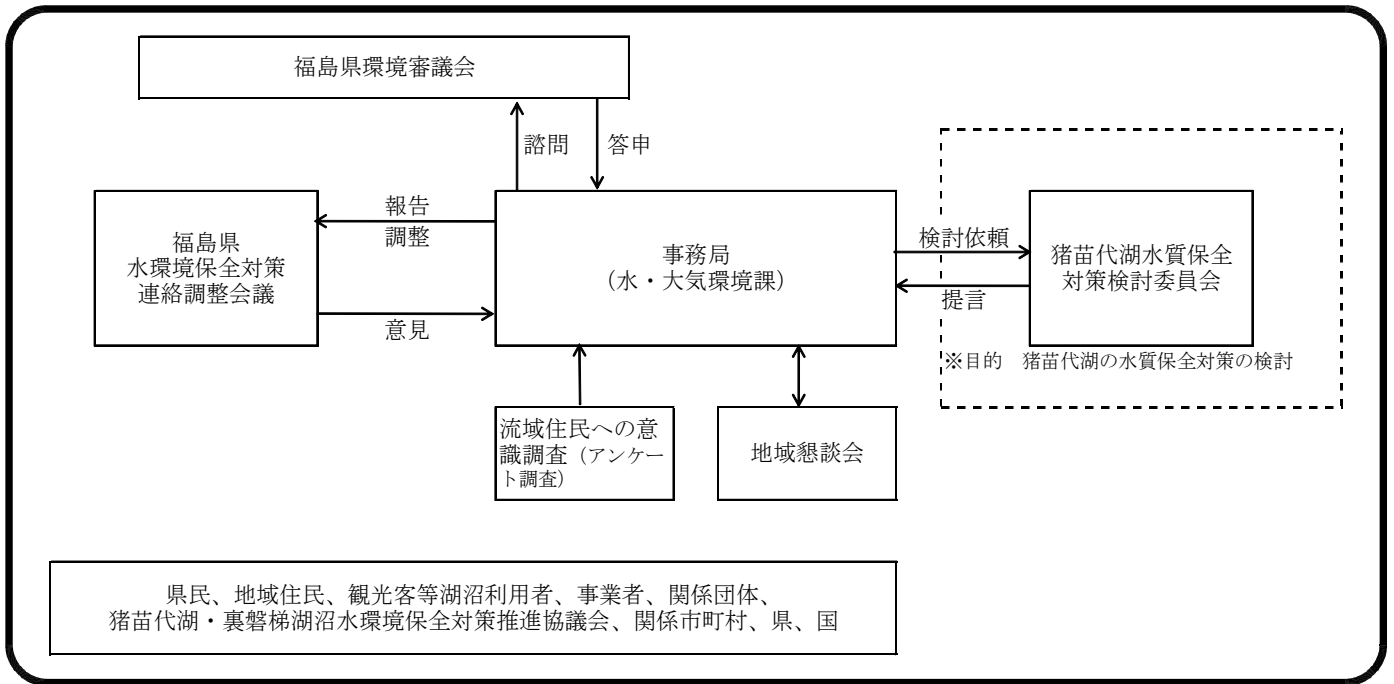 福島県環境審議会
諮問
答申
福島県
水環境保全対策
連絡調整会議
報告
調整
意見
事務局
（水・大気環境課）
検討依頼
提言
猪苗代湖水質保全
対策検討委員会
※目的　猪苗代湖の水質保全対策の検討
流域住民への意
識調査（アンケー
ト調査）
地域懇談会
県民、地域住民、観光客等湖沼利用者、事業者、関係団体、
猪苗代湖・裏磐梯湖沼水環境保全対策推進協議会、関係市町村、県、国